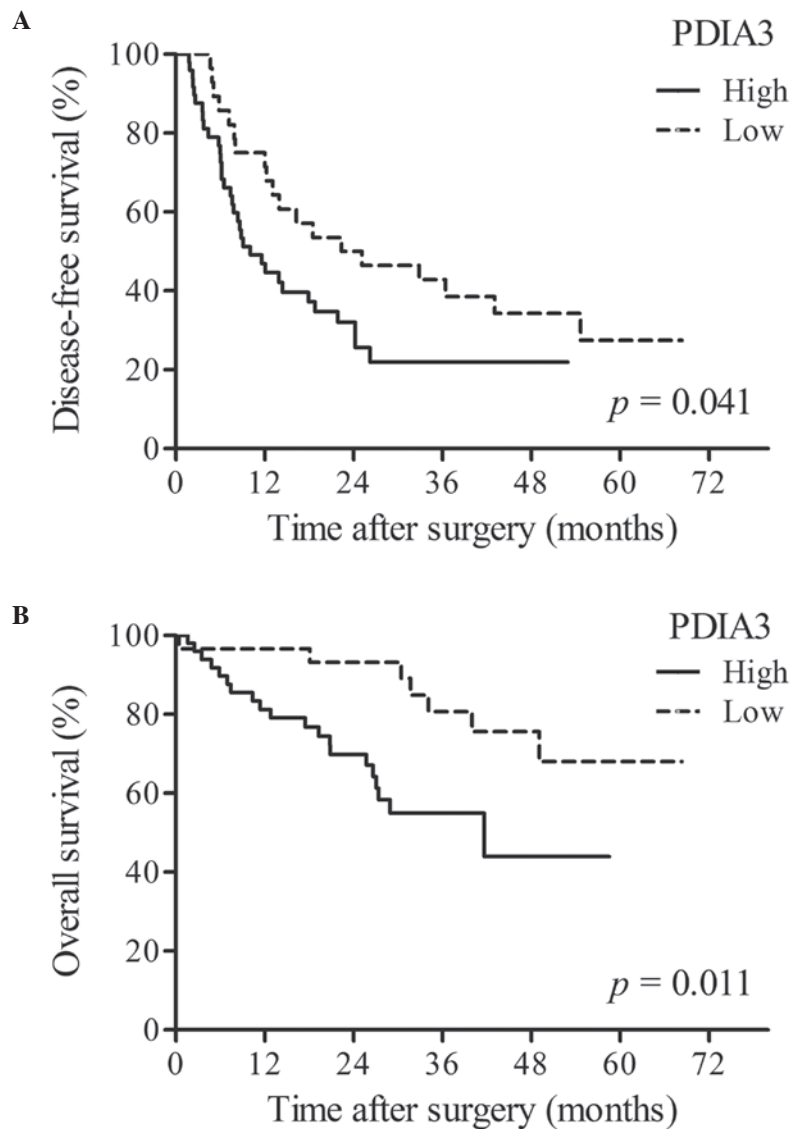 A
PDIA3
High
Low
Disease-free survival (%)
100
80
60
40
20
0
p = 0.041
0 12 24 36 48 60 72
Time after surgery (months)
B
PDIA3
High
Low
Overall survival (%)
100
80
60
40
20
0
p = 0.011
0 12 24 36 48 60 72
Time after surgery (months)